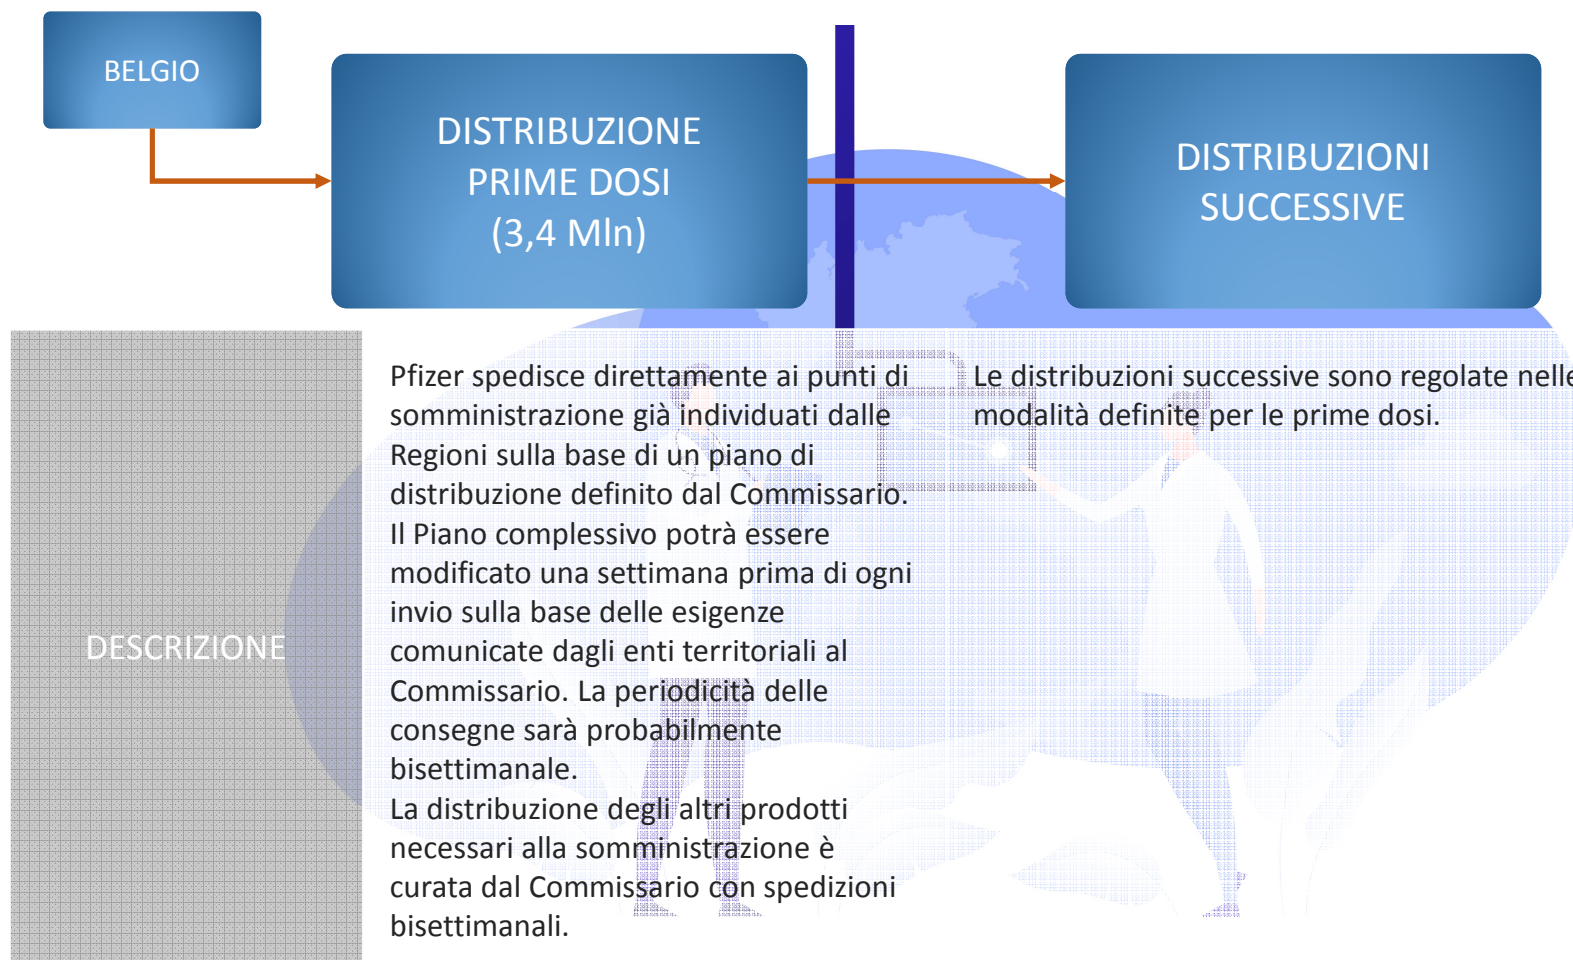 BELGIO
DISTRIBUZIONE
PRIME DOSI
(3,4 Mln)
DISTRIBUZIONI
SUCCESSIVE
DESCRIZIONE
Pfizer spedisce direttamente ai punti di
somministrazione già individuati dalle
Regioni sulla base di un piano di
distribuzione definito dal Commissario.
Il Piano complessivo potrà essere
modificato una settimana prima di ogni
invio sulla base delle esigenze
comunicate dagli enti territoriali al
Commissario. La periodicità delle
consegne sarà probabilmente
bisettimanale.
La distribuzione degli altri prodotti
necessari alla somministrazione è
curata dal Commissario con spedizioni
bisettimanali.
Le distribuzioni successive sono regolate nelle
modalità definite per le prime dosi.